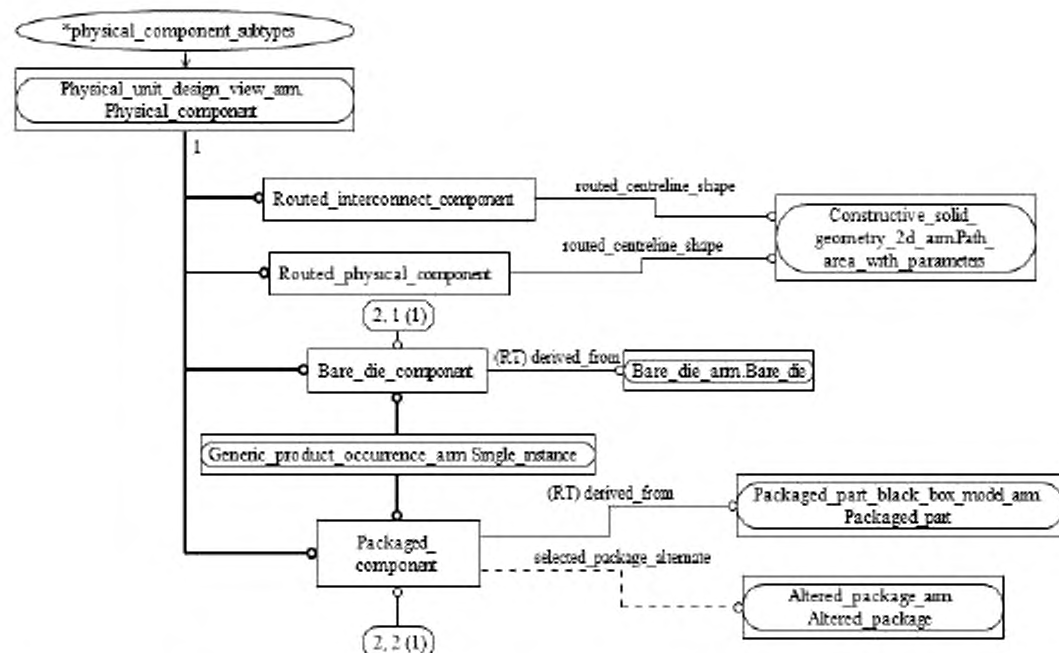 *physical_component_subtypes
Physical_unit_design_view_arm.
Physical_component
1
Routed_interconnect_component
routed_centreline_shape
Constructive_solid_
geometry_2d_arm.Path_
area_with_parameters
routed_centreline_shape
Routed_physical_component
2, 1 (1)
Bare_die_component
(RT) derived_from
Bare_die_arm.Bare_die
Generic_product_occurrence_arm.Single_instance
(RT) derived_from
Packaged_part_black_box_model_arm.
Packaged_part
Packaged_
component
selected_package_alternate
Altered_package_arm.
Altered_package
2, 2 (1)